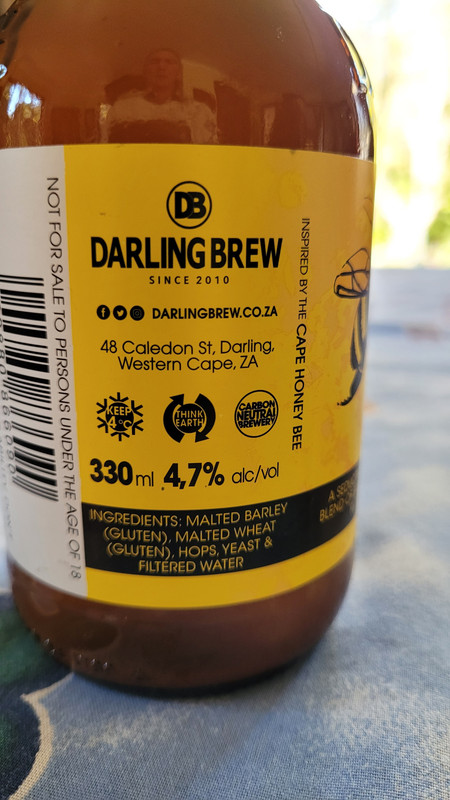 DB
DARLING BREW
SINCE 2010
DARLINGBREW.CO.ZA
48 Caledon St, Darling,
Western Cape, ZA
KEEP
4°C
THINK
EARTH
CARBON
NEUTRAL
BREWERY
330ml 4,7% alc/vol
INGREDIENTS: MALTED BARLEY
(GLUTEN), MALTED WHEAT
(GLUTEN), HOPS, YEAST &
FILTERED WATER
NOT FOR SALE TO PERSONS UNDER THE AGE OF 18
INSPIRED BY THE CAPE HONEY BEE
A
BLEND